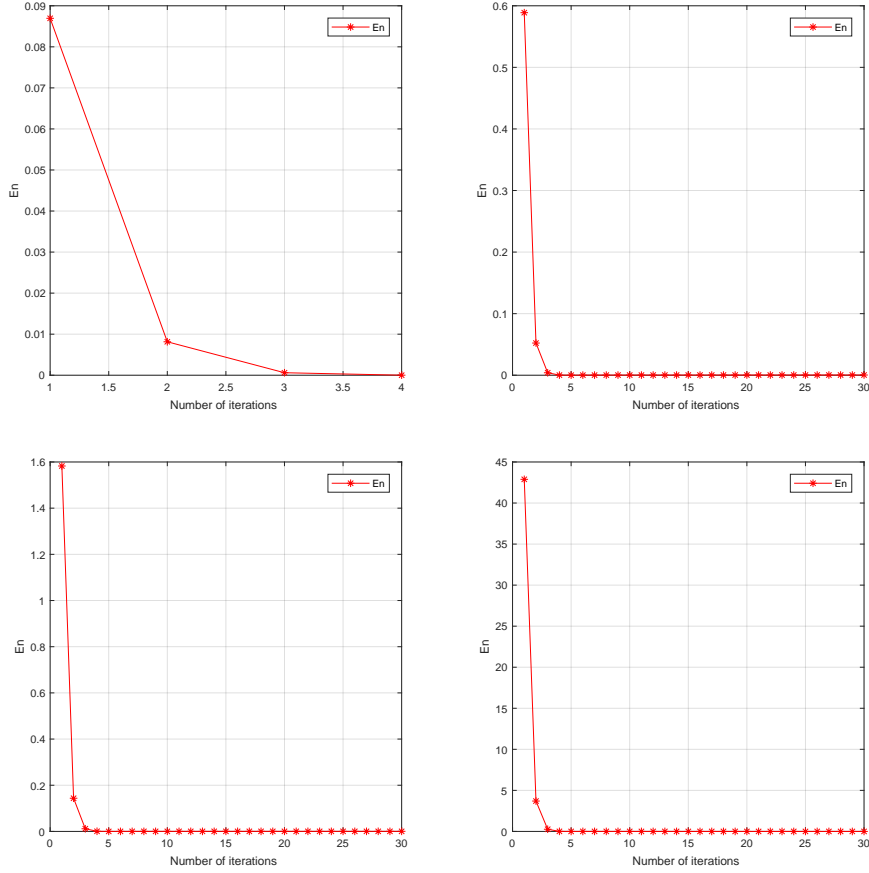 0.09
0.08
0.07
0.06
0.05
0.04
0.03
0.02
0.01
0
En
En
1 1.5 2 2.5 3 3.5 4
Number of iterations
0.6
0.5
0.4
0.3
0.2
0.1
0
En
En
0 5 10 15 20 25 30
Number of iterations
1.6
1.4
1.2
1
0.8
0.6
0.4
0.2
0
En
En
0 5 10 15 20 25 30
Number of iterations
45
40
35
30
25
20
15
10
5
0
En
En
0 5 10 15 20 25 30
Number of iterations